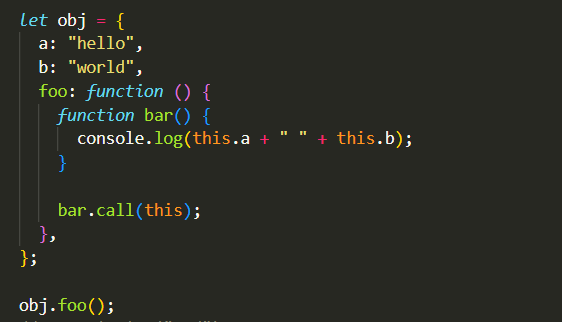 let obj = {
  a: "hello",
  b: "world",
  foo: function () {
    function bar() {
      console.log(this.a + " " + this.b);
    }

    bar.call(this);
  },
};

obj.foo();